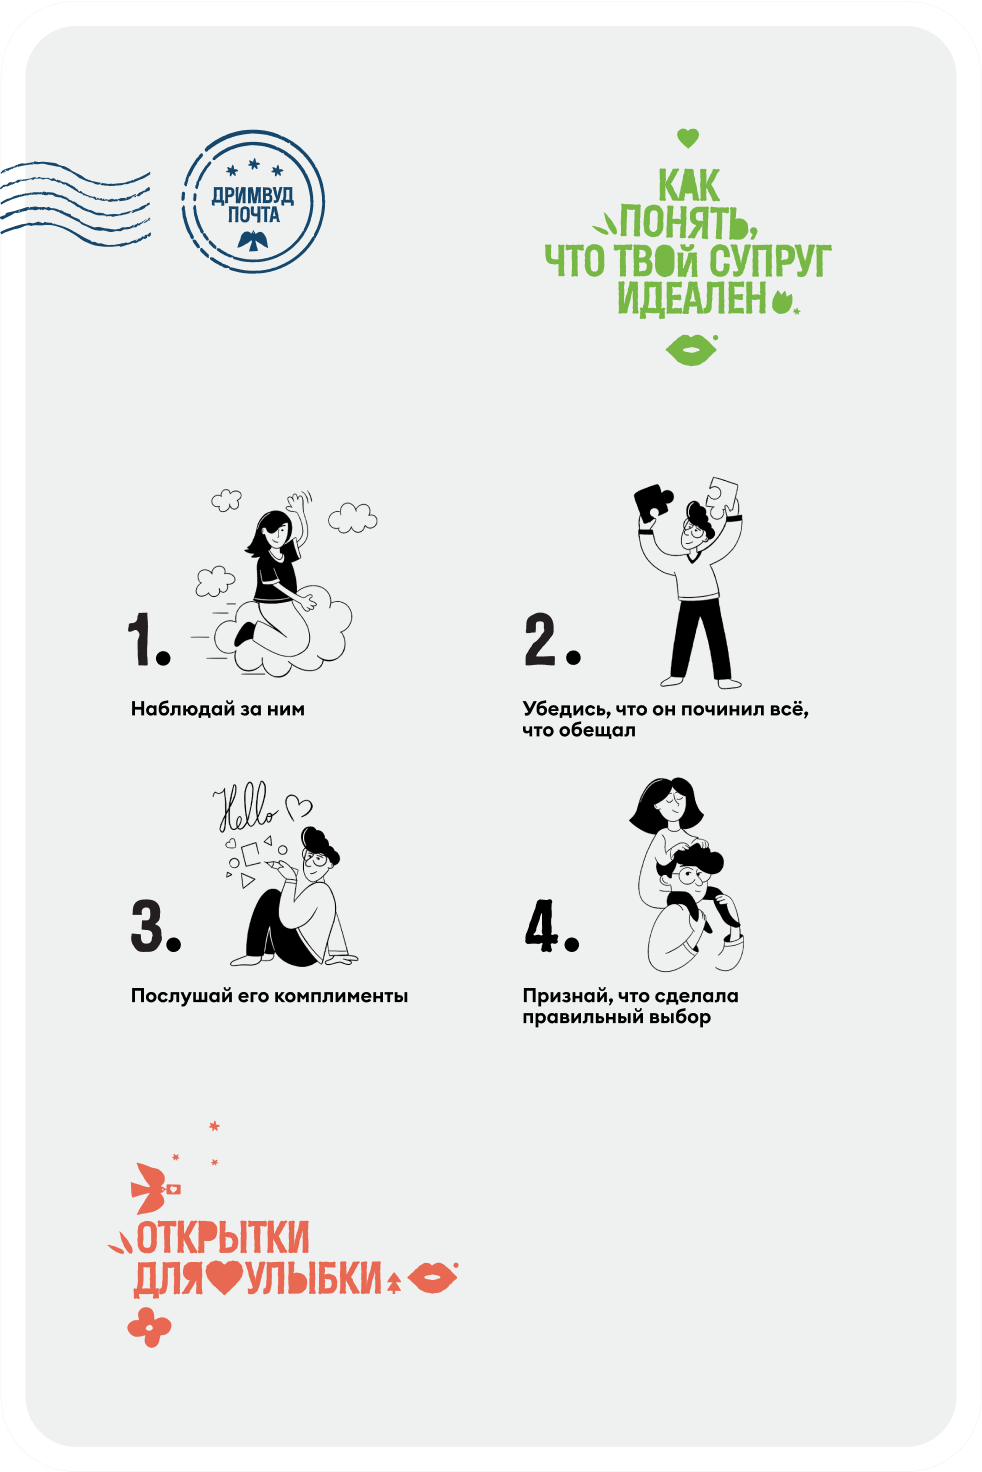 ДРИМВУД
ПОЧТА
КАК
ПОНЯТЬ,
ЧТО ТВОй СУПРУГ
ИДЕАЛЕН
1.
Наблюдай за ним
2.
Убедись, что он починил всё,
что обещал
Hello
3.
Послушай его комплименты
4.
Признай, что сделала
правильный выбор
ОТКРЫТКИ
ДЛЯ УЛЫБКИ